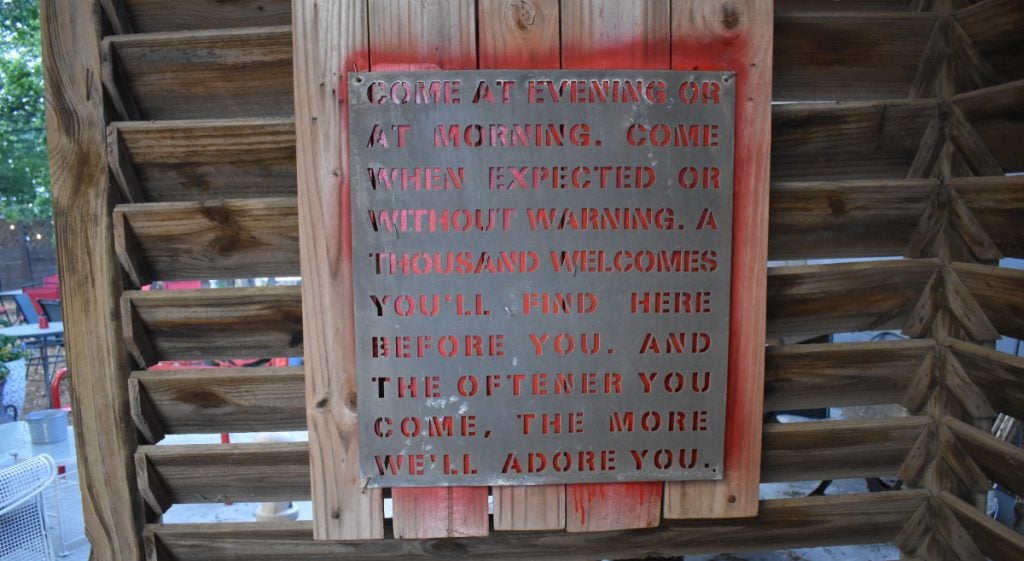 COME AT EVENING OR
AT MORNING. COME
WHEN EXPECTED OR
WITHOUT WARNING. A
THOUSAND WELCOMES
YOU'LL FIND HERE
BEFORE YOU. AND
THE OFTENER YOU
COME, THE MORE
WE'LL ADORE YOU.